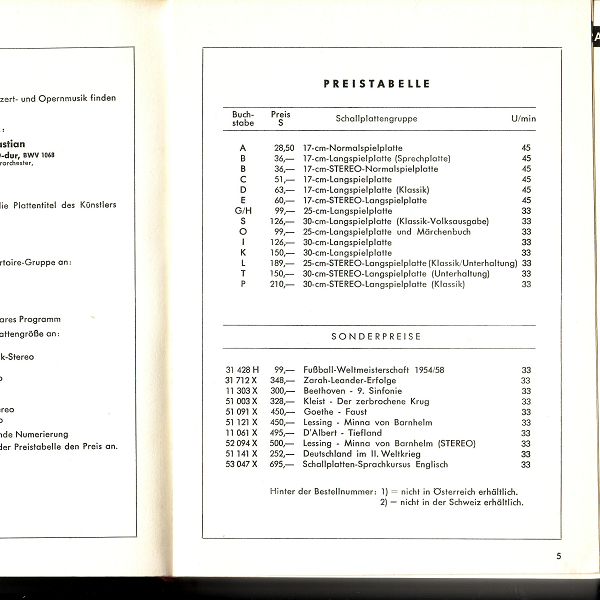 zert- und Opernmusik finden
:
astian
D-dur, BWV 1068
rarchester,
ie Plattentitel des Künstlers
rtoire-Gruppe an:
ares Programm
attengröße an:
k-Stereo
o
ereo
o
nde Numerierung
der Preistabelle den Preis an.
PREISTABELLE
Buch-stabe Preis S Schallplattengruppe U/min
A 28,50 17-cm-Normalspielplatte 45
B 36,— 17-cm-Langspielplatte (Sprechplatte) 45
B 36,— 17-cm-STEREO-Normalspielplatte 45
C 51,— 17-cm-Langspielplatte 45
D 63,— 17-cm-Langspielplatte (Klassik) 45
E 60,— 17-cm-STEREO-Langspielplatte 45
G/H 99,— 25-cm-Langspielplatte 33
S 126,— 30-cm-Langspielplatte (Klassik-Volksausgabe) 33
O 99,— 25-cm-Langspielplatte und Märchenbuch 33
I 126,— 30-cm-Langspielplatte 33
K 150,— 30-cm-Langspielplatte 33
L 189,— 25-cm-STEREO-Langspielplatte (Klassik/Unterhaltung) 33
T 150,— 30-cm-STEREO-Langspielplatte (Unterhaltung) 33
P 210,— 30-cm-STEREO-Langspielplatte (Klassik) 33
SONDERPREISE
31 428 H 99,— Fußball-Weltmeisterschaft 1954/58 33
31 712 X 348,— Zarah-Leander-Erfolge 33
11 303 X 300,— Beethoven - 9. Sinfonie 33
51 003 X 328,— Kleist - Der zerbrochene Krug 33
51 091 X 450,— Goethe - Faust 33
51 121 X 450,— Lessing - Minna von Barnhelm 33
11 061 X 495,— D'Albert - Tiefland 33
52 094 X 500,— Lessing - Minna von Barnhelm (STEREO) 33
51 141 X 252,— Deutschland im II. Weltkrieg 33
53 047 X 695,— Schallplatten-Sprachkursus Englisch 33
Hinter der Bestellnummer: 1) = nicht in Österreich erhältlich.
2) = nicht in der Schweiz erhältlich.
5